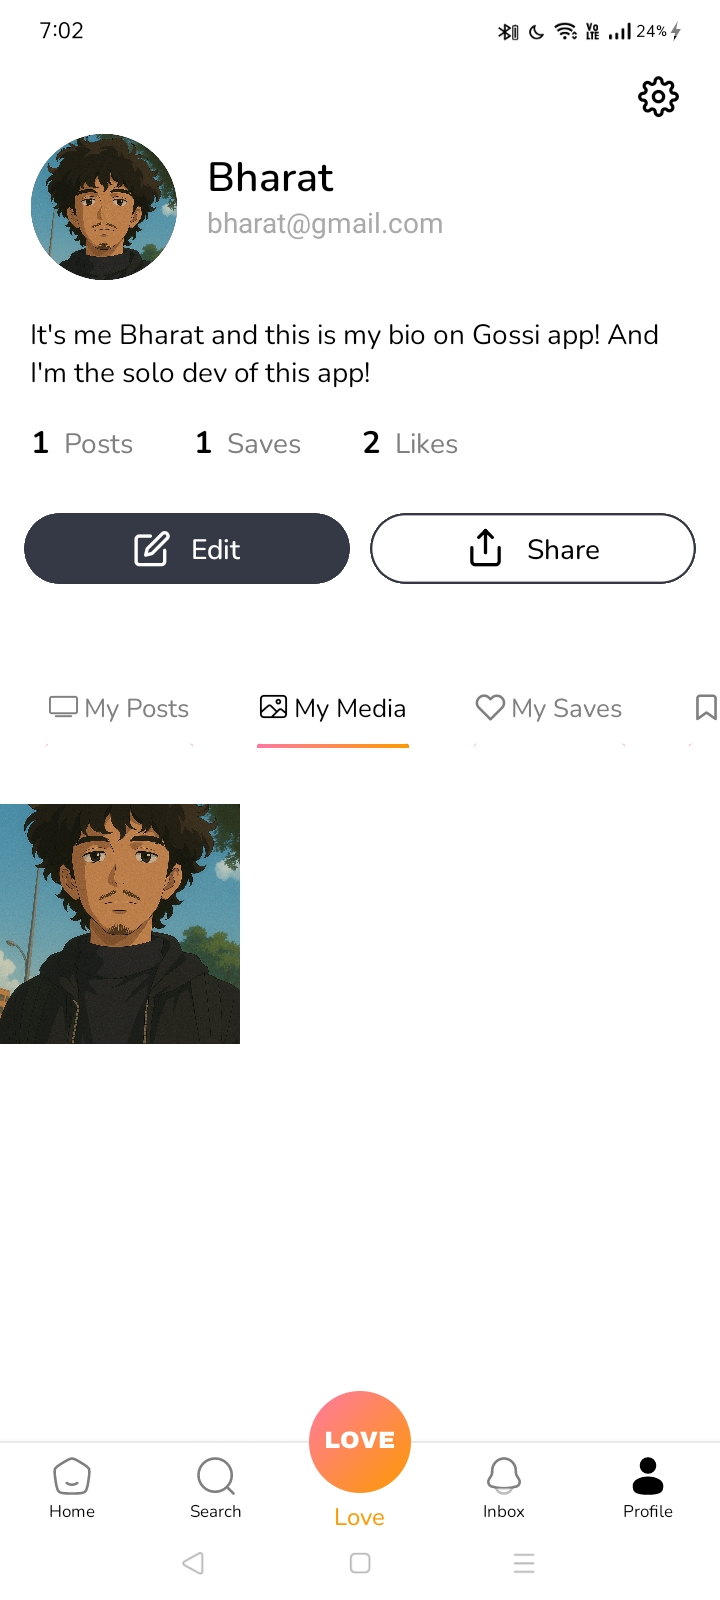 7:02
VO LTE 24%
Bharat
bharat@gmail.com
It's me Bharat and this is my bio on Gossi app! And
I'm the solo dev of this app!
1 Posts 1 Saves 2 Likes
Edit Share
My Posts My Media My Saves
LOVE
Home Search Love Inbox Profile